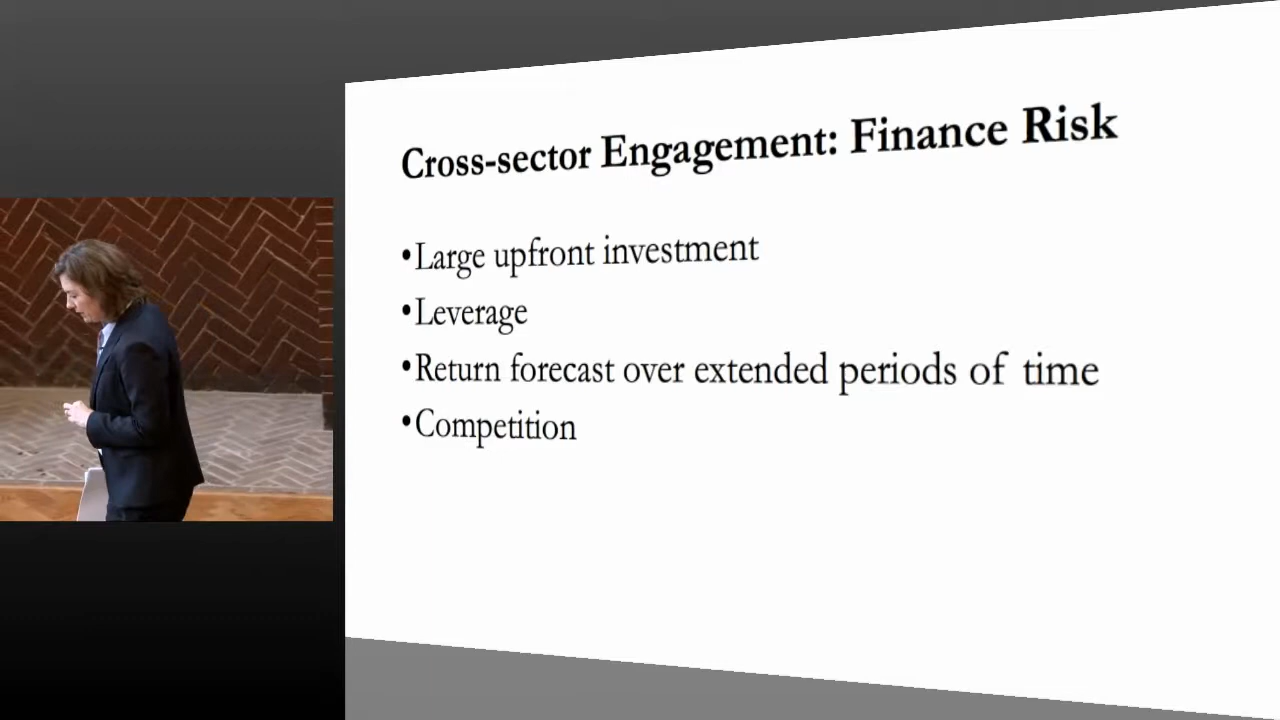 Cross-sector Engagement: Finance Risk
•Large upfront investment
•Leverage
•Return forecast over extended periods of time
•Competition